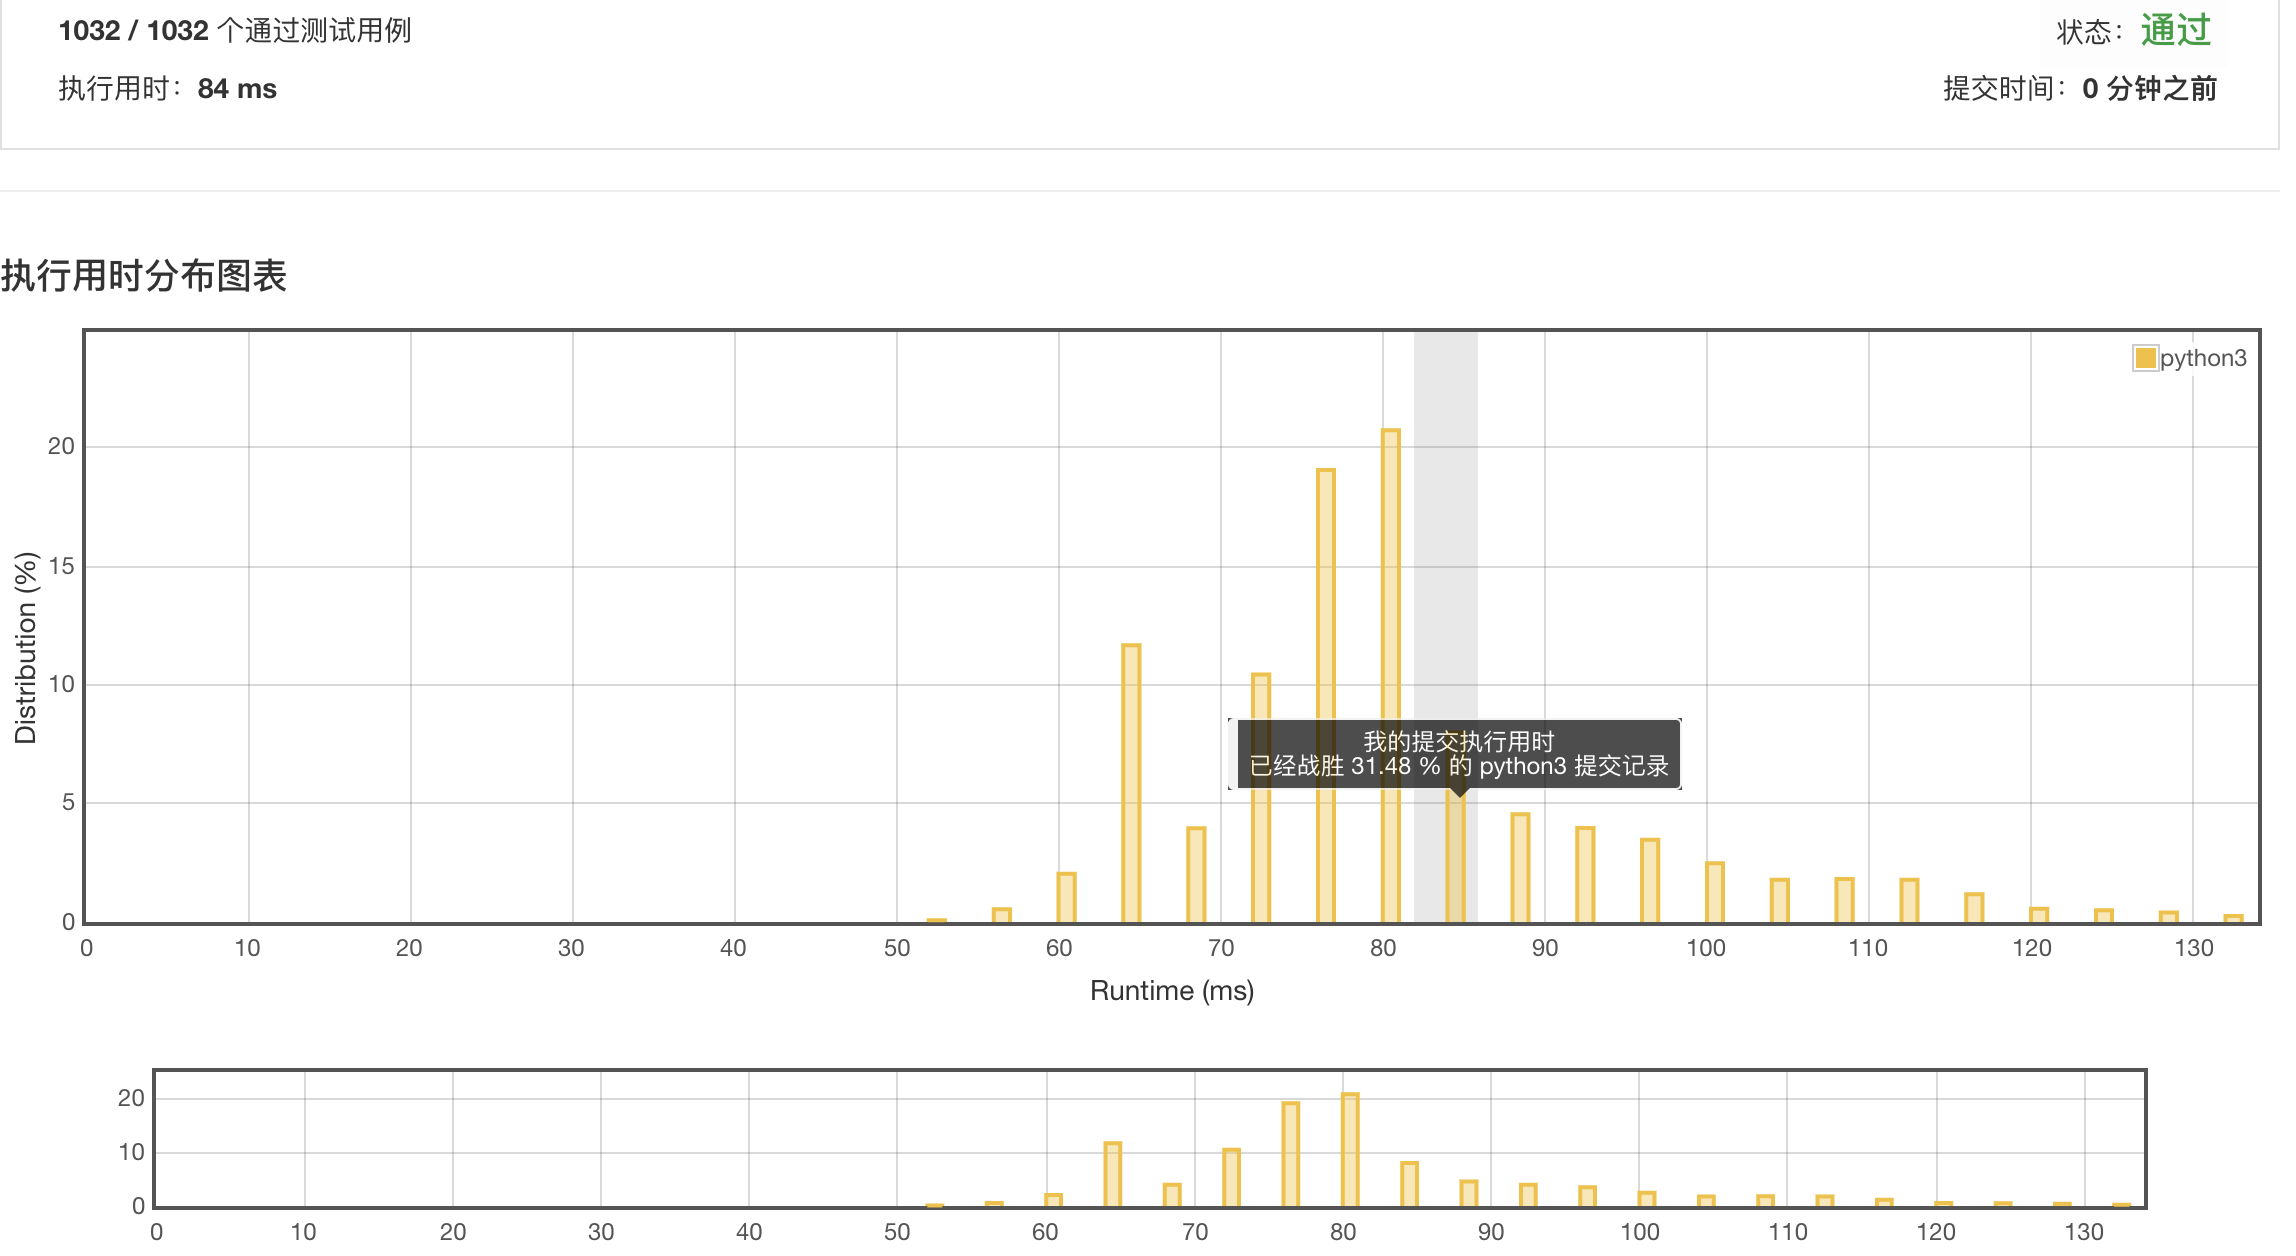 1032 / 1032 个通过测试用例
状态：通过
执行用时：84 ms
提交时间：0 分钟之前
执行用时分布图表
python3
20
15
10
5
0
Distribution (%)
我的提交执行用时
已经战胜 31.48 % 的 python3 提交记录
0 10 20 30 40 50 60 70 80 90 100 110 120 130
Runtime (ms)
20
10
0
0 10 20 30 40 50 60 70 80 90 100 110 120 130